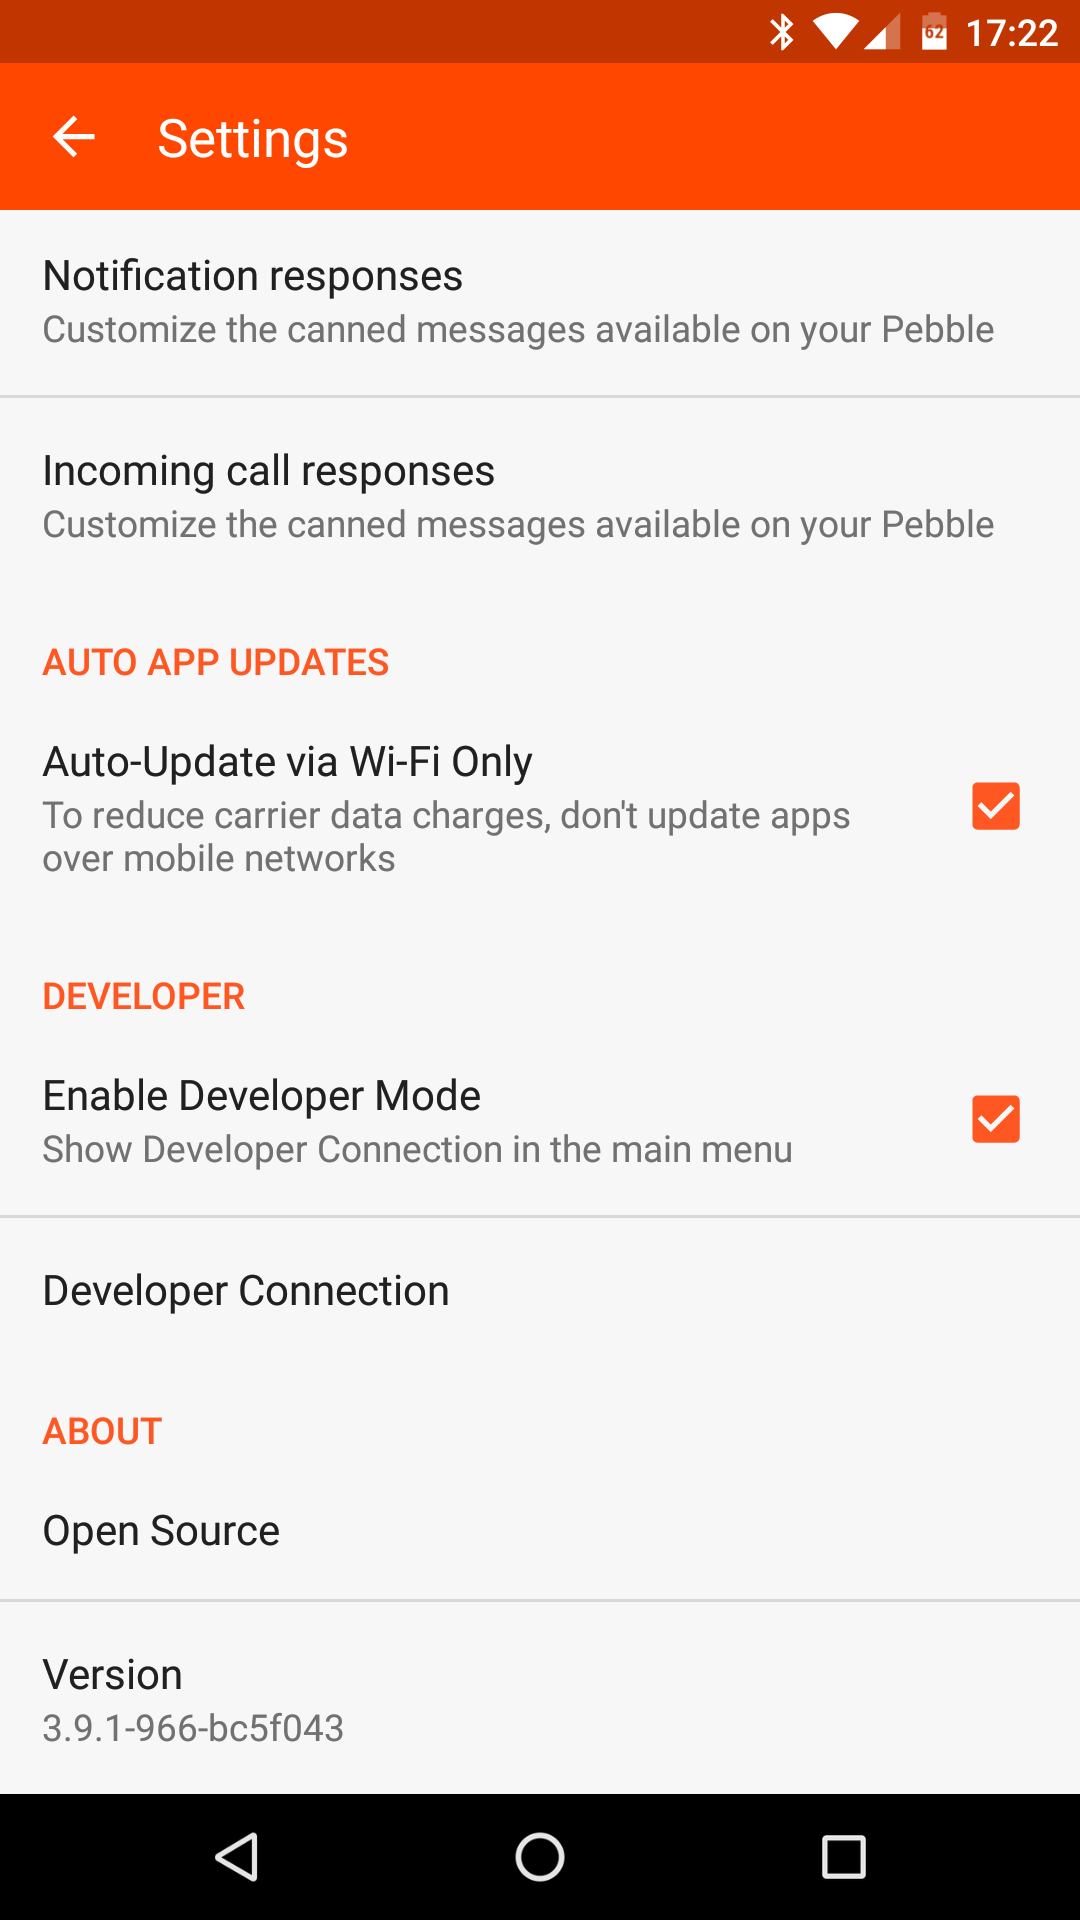 62 17:22
Settings
Notification responses
Customize the canned messages available on your Pebble
Incoming call responses
Customize the canned messages available on your Pebble
AUTO APP UPDATES
Auto-Update via Wi-Fi Only
To reduce carrier data charges, don't update apps
over mobile networks
DEVELOPER
Enable Developer Mode
Show Developer Connection in the main menu
Developer Connection
ABOUT
Open Source
Version
3.9.1-966-bc5f043